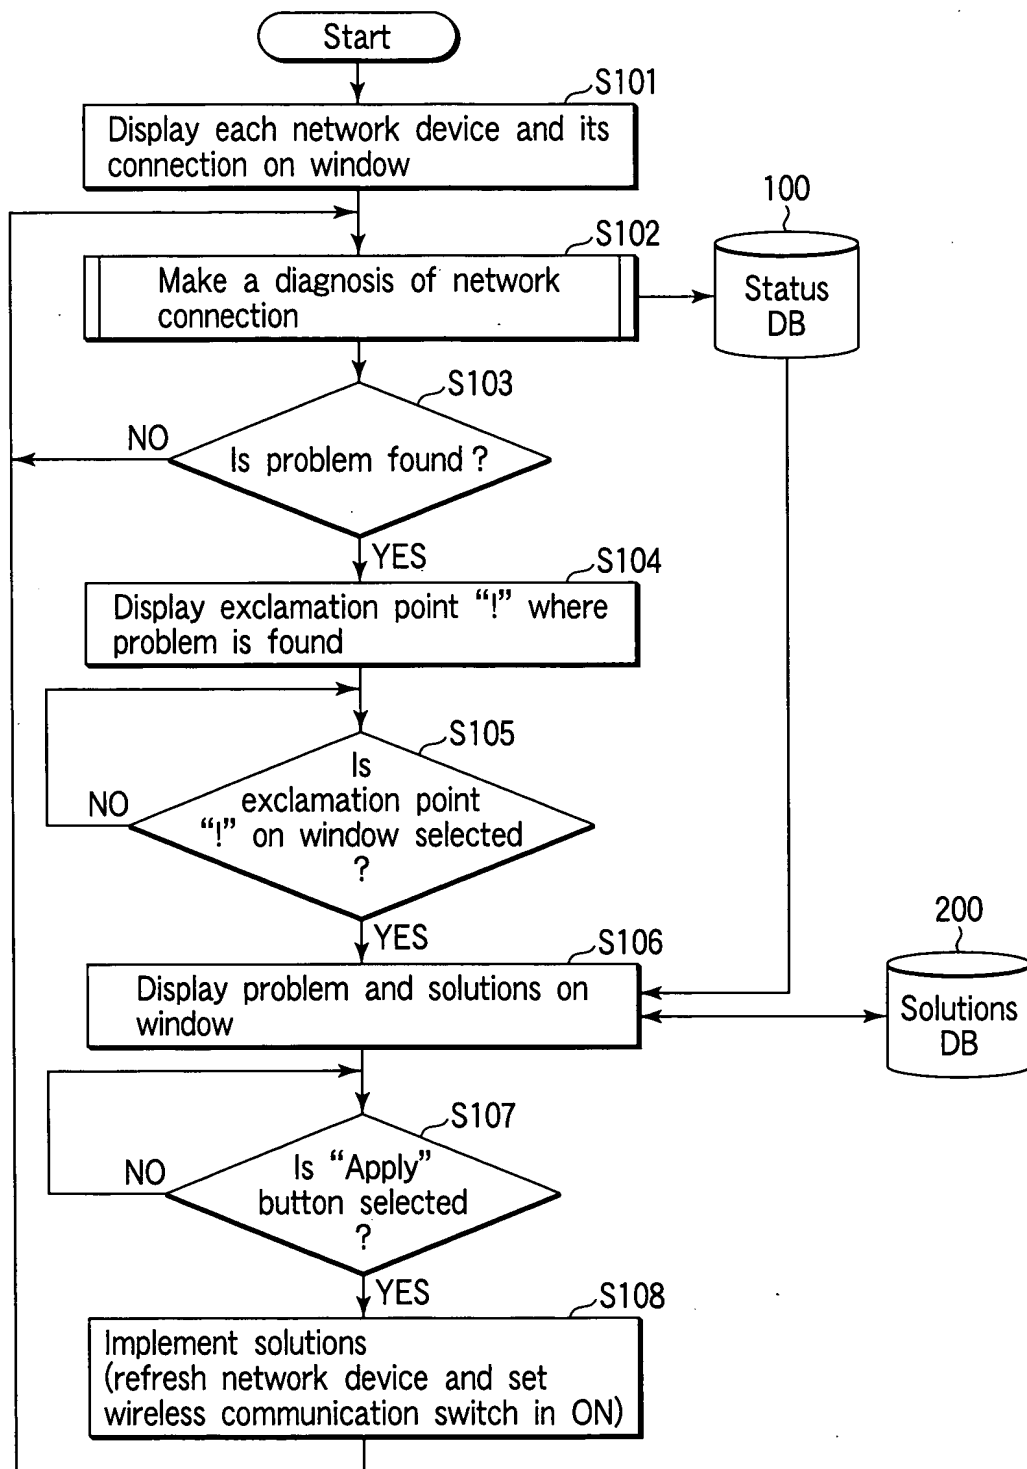 Start
S101
Display each network device and its
connection on window
S102
Make a diagnosis of network
connection
100
Status
DB
S103
Is problem found ?
NO
YES
S104
Display exclamation point “!” where
problem is found
S105
Is
exclamation point
“!” on window selected
?
NO
YES
S106
Display problem and solutions on
window
200
Solutions
DB
S107
Is “Apply”
button selected
?
NO
YES
S108
Implement solutions
(refresh network device and set
wireless communication switch in ON)